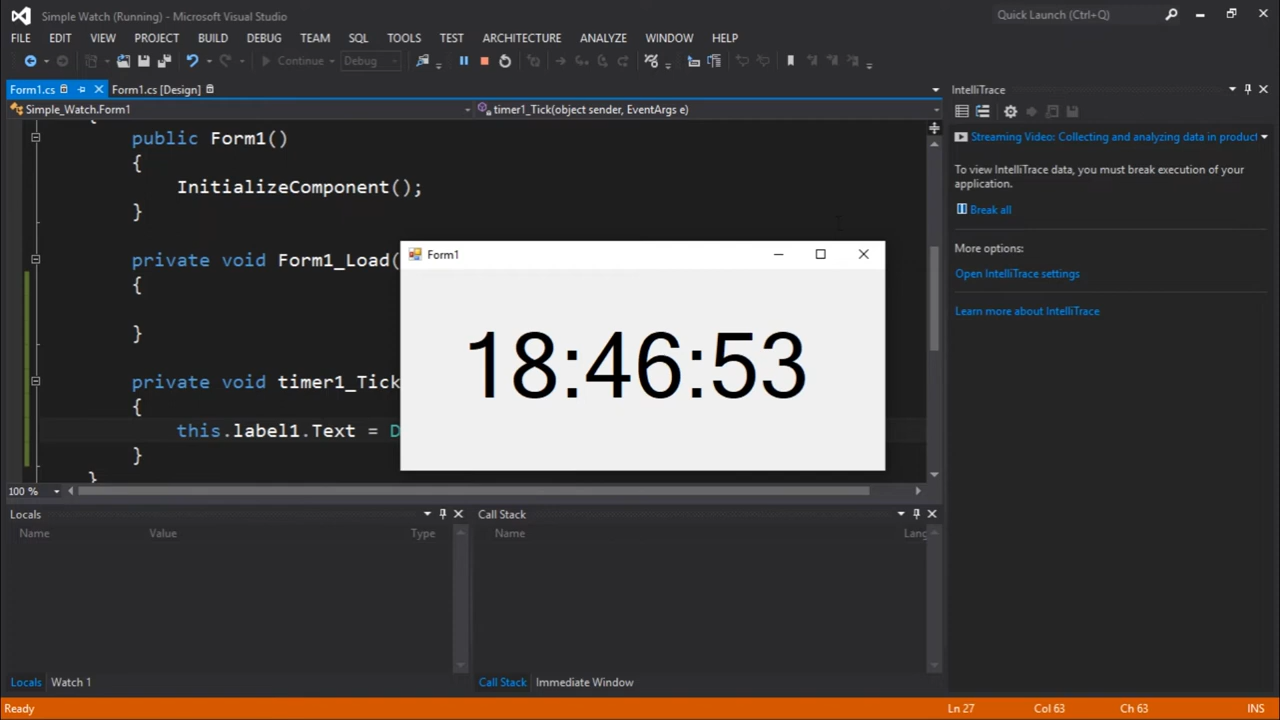 Simple Watch (Running) - Microsoft Visual Studio
Quick Launch (Ctrl+Q)
FILE EDIT VIEW PROJECT BUILD DEBUG TEAM SQL TOOLS TEST ARCHITECTURE ANALYZE WINDOW HELP
Continue Debug
Form1.cs Form1.cs [Design]
Simple_Watch.Form1 timer1_Tick(object sender, EventArgs e)
{
public Form1()
{
InitializeComponent();
}
private void Form1_Load(
{
}
private void timer1_Tick
{
this.label1.Text = D
}
}
100 %
Form1
18:46:53
IntelliTrace
Streaming Video: Collecting and analyzing data in product
To view IntelliTrace data, you must break execution of your
application.
Break all
More options:
Open IntelliTrace settings
Learn more about IntelliTrace
Locals
Name Value Type
Locals Watch 1
Call Stack
Name Lang
Call Stack Immediate Window
Ready Ln 27 Col 63 Ch 63 INS